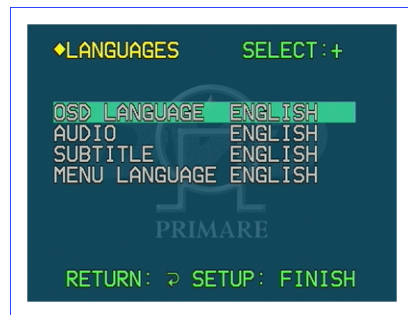 ◆LANGUAGES SELECT:+
OSD LANGUAGE ENGLISH
AUDIO ENGLISH
SUBTITLE ENGLISH
MENU LANGUAGE ENGLISH
PRIMARE
RETURN: ⊋ SETUP: FINISH